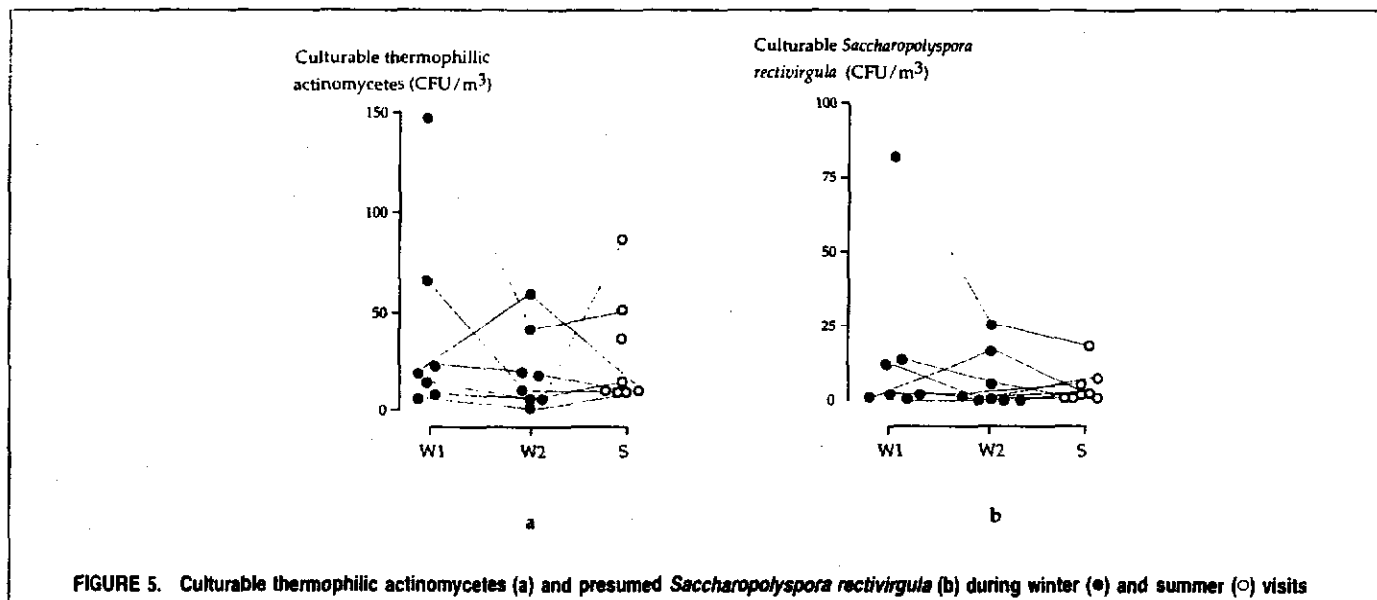 Culturable thermophillic
actinomycetes (CFU/m³)
150
100
50
0
W1 W2 S
a
Culturable Saccharopolyspora
rectivirgula (CFU/m³)
100
75
50
25
0
W1 W2 S
b
FIGURE 5. Culturable thermophilic actinomycetes (a) and presumed Saccharopolyspora rectivirgula (b) during winter (●) and summer (○) visits